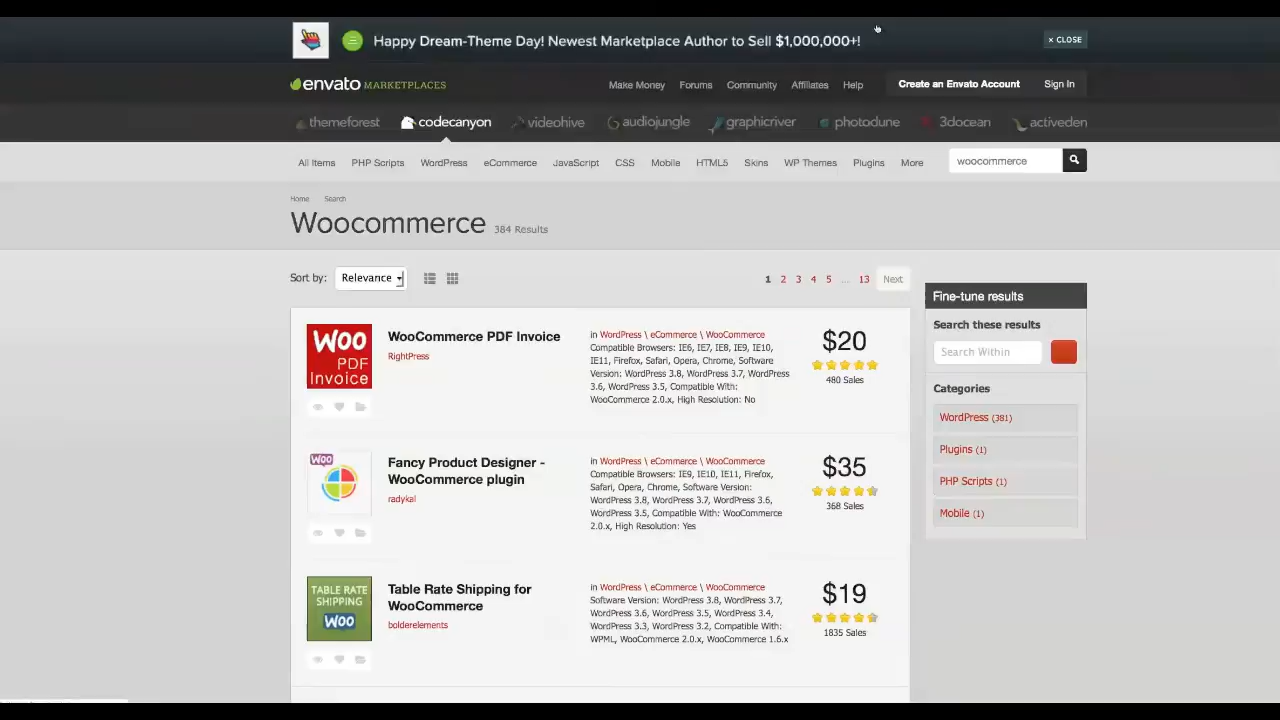 Happy Dream-Theme Day! Newest Marketplace Author to Sell $1,000,000+!
× CLOSE
envato MARKETPLACES
Make Money Forums Community Affiliates Help Create an Envato Account Sign In
themeforest codecanyon videohive audiojungle graphicriver photodune 3docean activeden
All Items PHP Scripts WordPress eCommerce JavaScript CSS Mobile HTML5 Skins WP Themes Plugins More woocommerce
Home Search
Woocommerce 384 Results
Sort by: Relevance 1 2 3 4 5 ... 13 Next
WOO PDF Invoice
WooCommerce PDF Invoice
RightPress
in WordPress \ eCommerce \ WooCommerce
Compatible Browsers: IE6, IE7, IE8, IE9, IE10,
IE11, Firefox, Safari, Opera, Chrome, Software
Version: WordPress 3.8, WordPress 3.7, WordPress
3.6, WordPress 3.5, Compatible With:
WooCommerce 2.0.x, High Resolution: No
$20
480 Sales
WOO
Fancy Product Designer -
WooCommerce plugin
radykal
in WordPress \ eCommerce \ WooCommerce
Compatible Browsers: IE9, IE10, IE11, Firefox,
Safari, Opera, Chrome, Software Version:
WordPress 3.8, WordPress 3.7, WordPress 3.6,
WordPress 3.5, Compatible With: WooCommerce
2.0.x, High Resolution: Yes
$35
368 Sales
TABLE RATE
SHIPPING
WOO
Table Rate Shipping for
WooCommerce
bolderelements
in WordPress \ eCommerce \ WooCommerce
Software Version: WordPress 3.8, WordPress 3.7,
WordPress 3.6, WordPress 3.5, WordPress 3.4,
WordPress 3.3, WordPress 3.2, Compatible With:
WPML, WooCommerce 2.0.x, WooCommerce 1.6.x
$19
1835 Sales
Fine-tune results
Search these results
Search Within
Categories
WordPress (381)
Plugins (1)
PHP Scripts (1)
Mobile (1)